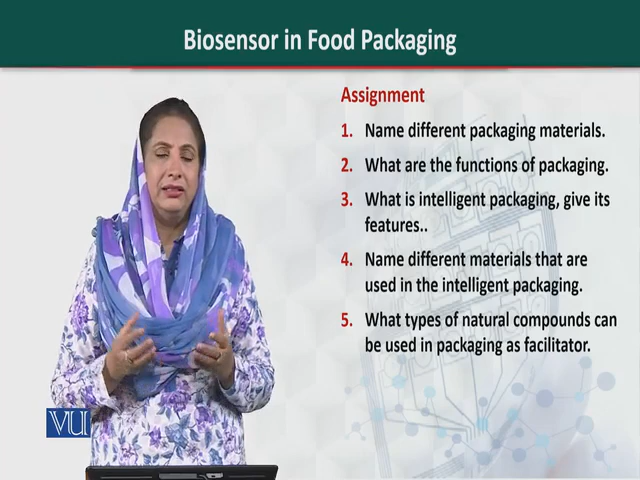 Biosensor in Food Packaging
Assignment
1. Name different packaging materials.
2. What are the functions of packaging.
3. What is intelligent packaging, give its
features..
4. Name different materials that are
used in the intelligent packaging.
5. What types of natural compounds can
be used in packaging as facilitator.
VU